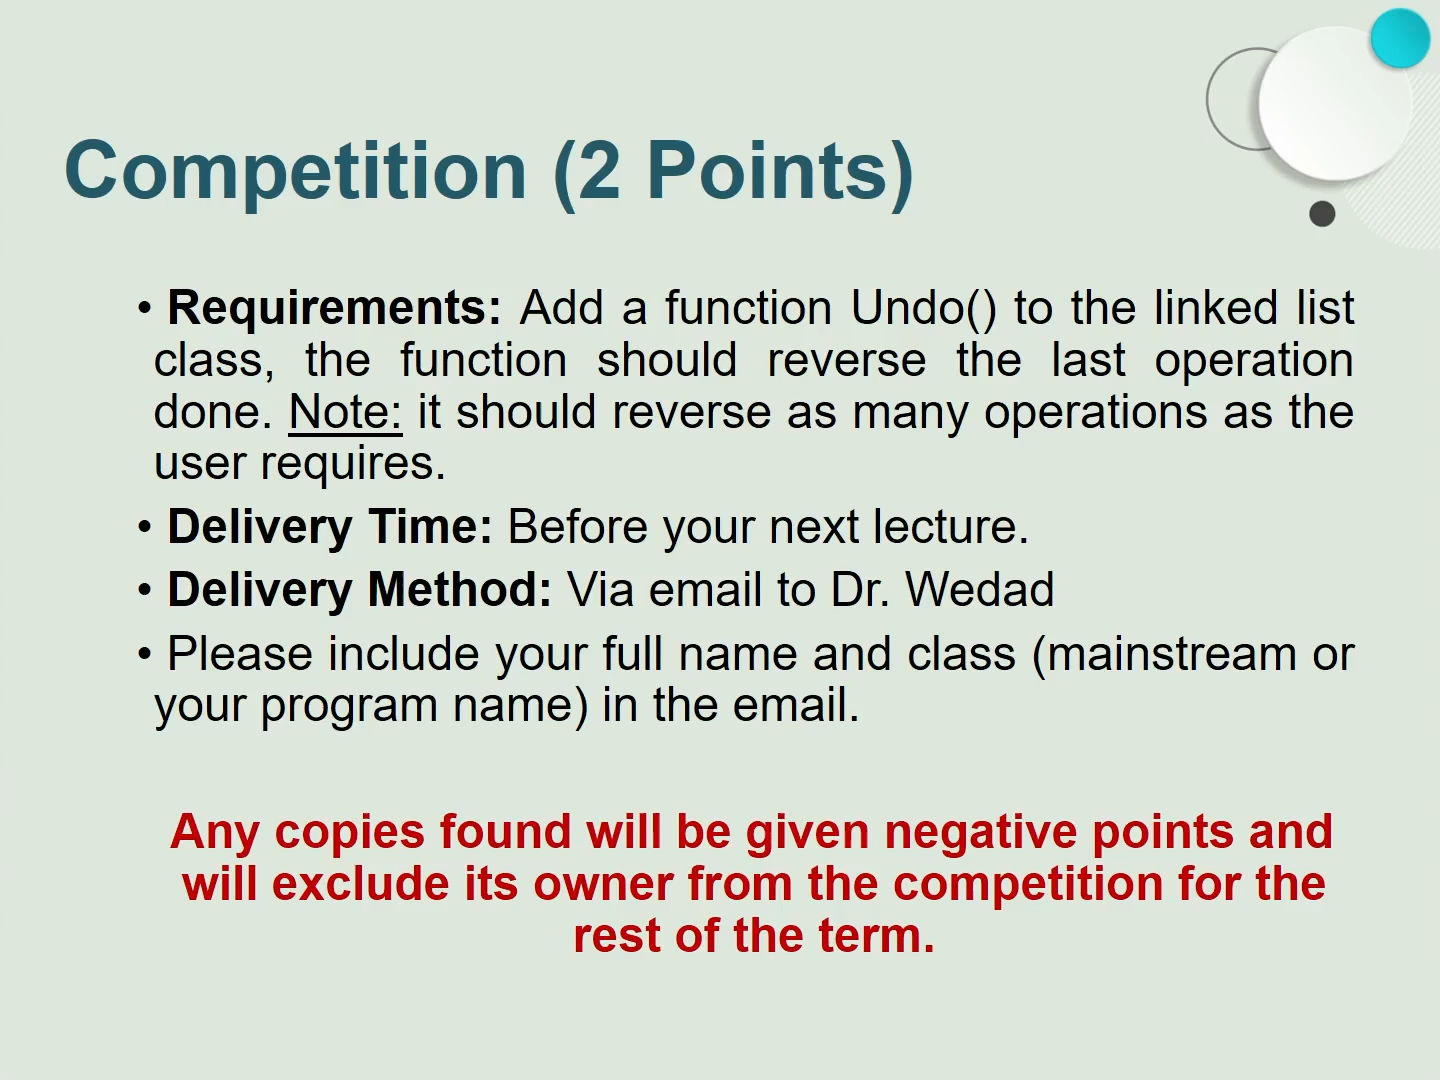 Competition (2 Points)
• Requirements: Add a function Undo() to the linked list
class, the function should reverse the last operation
done. Note: it should reverse as many operations as the
user requires.
• Delivery Time: Before your next lecture.
• Delivery Method: Via email to Dr. Wedad
• Please include your full name and class (mainstream or
your program name) in the email.
Any copies found will be given negative points and
will exclude its owner from the competition for the
rest of the term.